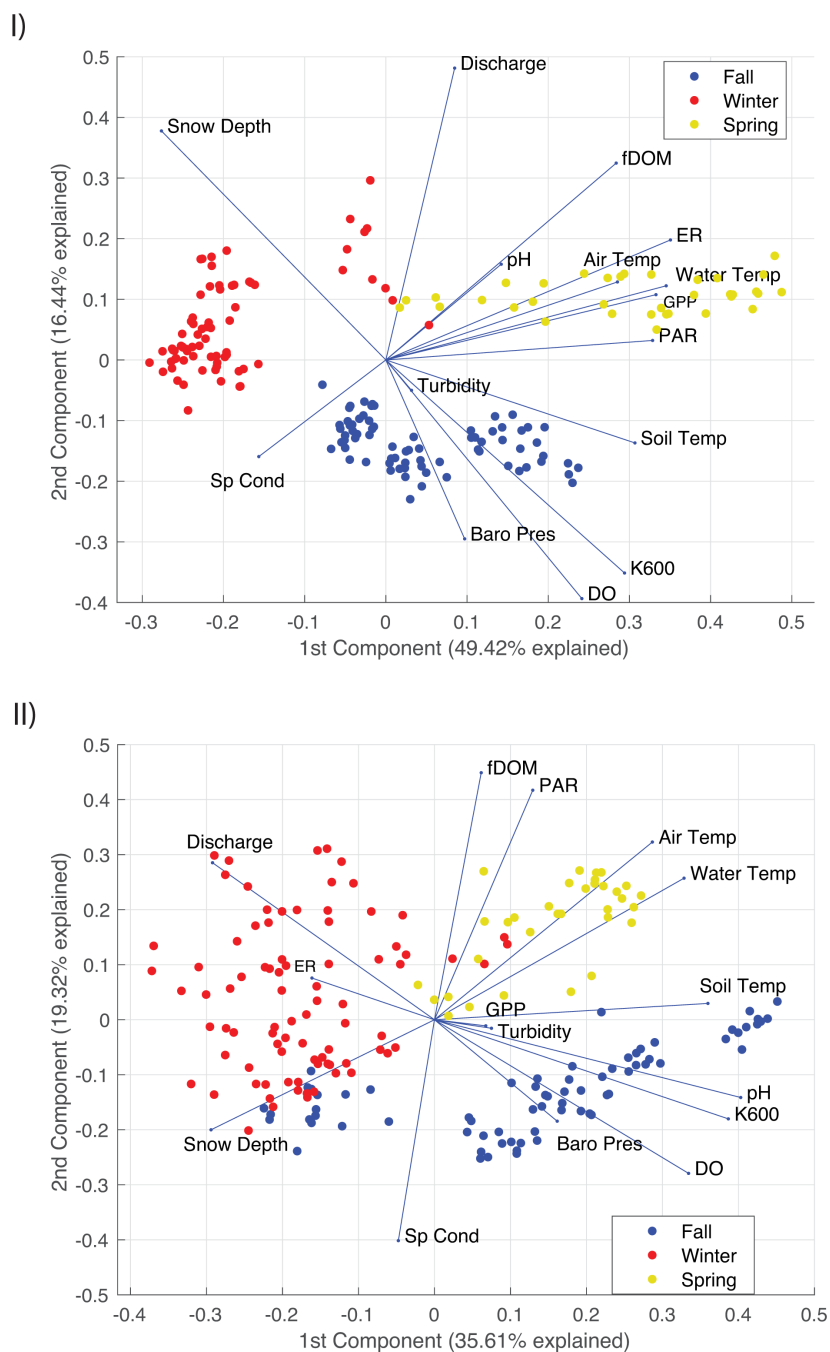 I)
0.5
0.4
0.3
0.2
0.1
0
-0.1
-0.2
-0.3
-0.4
2nd Component (16.44% explained)
Discharge
Snow Depth
fDOM
ER
pH
Air Temp
Water Temp
GPP
PAR
Turbidity
Soil Temp
Sp Cond
Baro Pres
K600
DO
Fall
Winter
Spring
-0.3 -0.2 -0.1 0 0.1 0.2 0.3 0.4 0.5
1st Component (49.42% explained)
II)
0.5
0.4
0.3
0.2
0.1
0
-0.1
-0.2
-0.3
-0.4
-0.5
2nd Component (19.32% explained)
fDOM
PAR
Discharge
Air Temp
Water Temp
ER
Soil Temp
GPP
Turbidity
pH
K600
Snow Depth
Baro Pres
DO
Sp Cond
Fall
Winter
Spring
-0.4 -0.3 -0.2 -0.1 0 0.1 0.2 0.3 0.4 0.5
1st Component (35.61% explained)